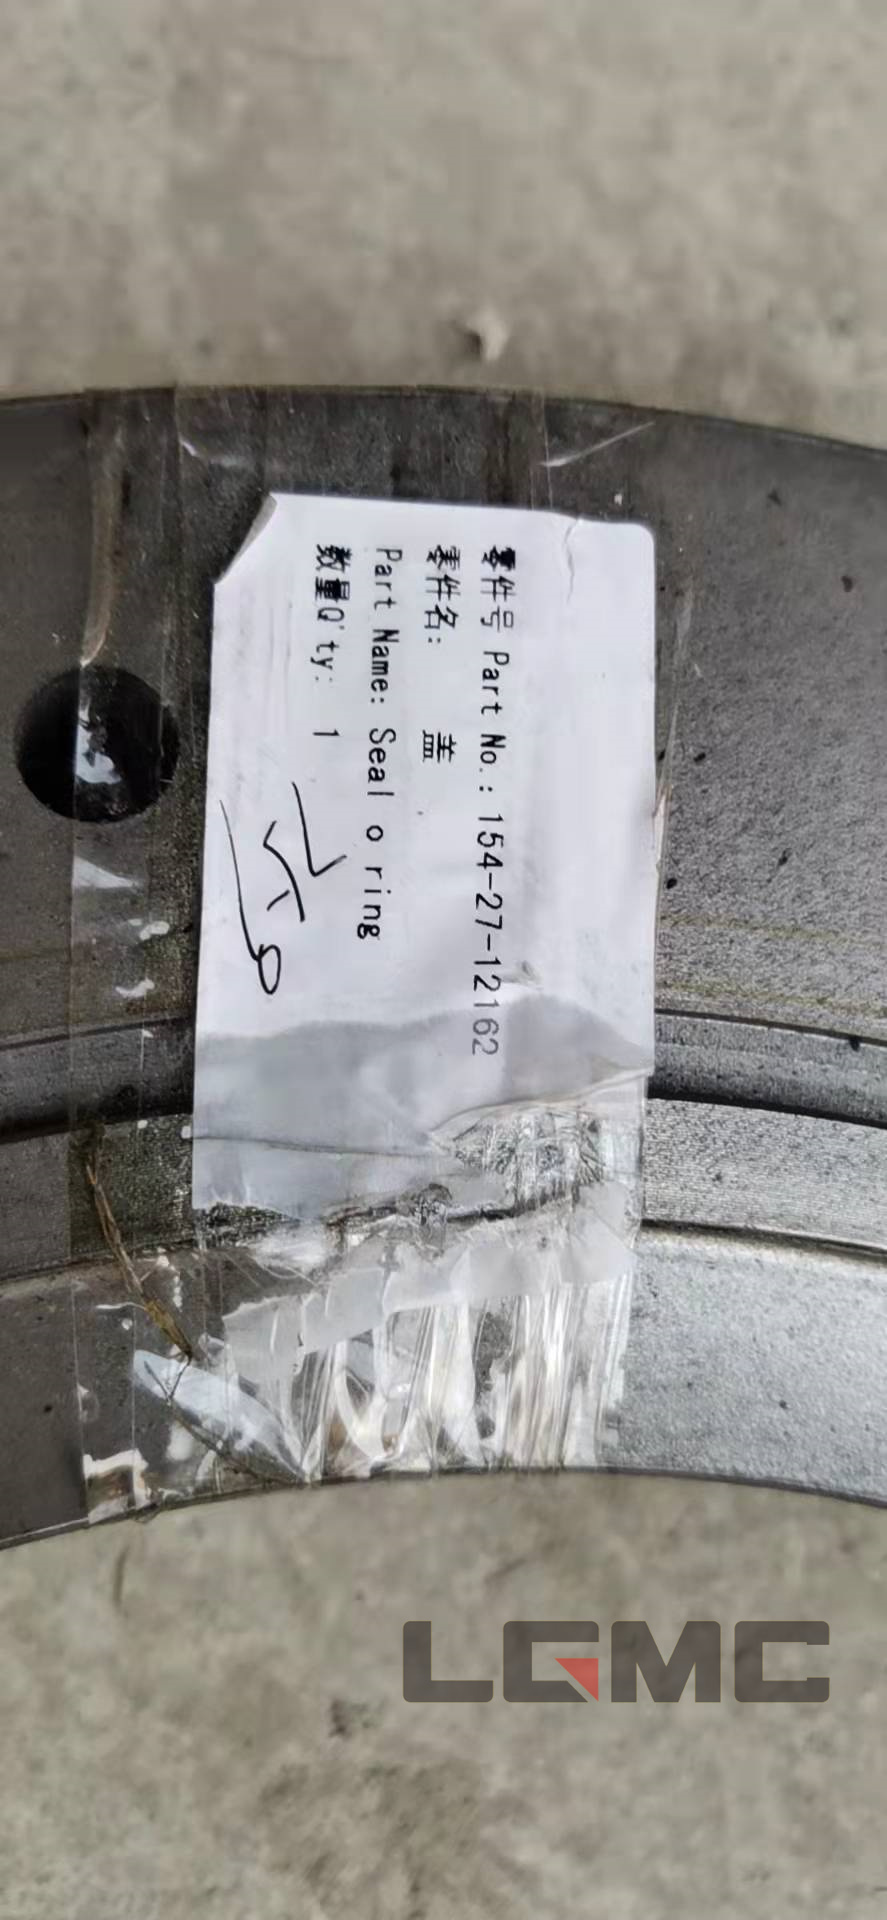 零件号 Part No.: 154-27-12162
零件名: 盖
Part Name: Seal o ring
数量Q'ty: 1
LGMC